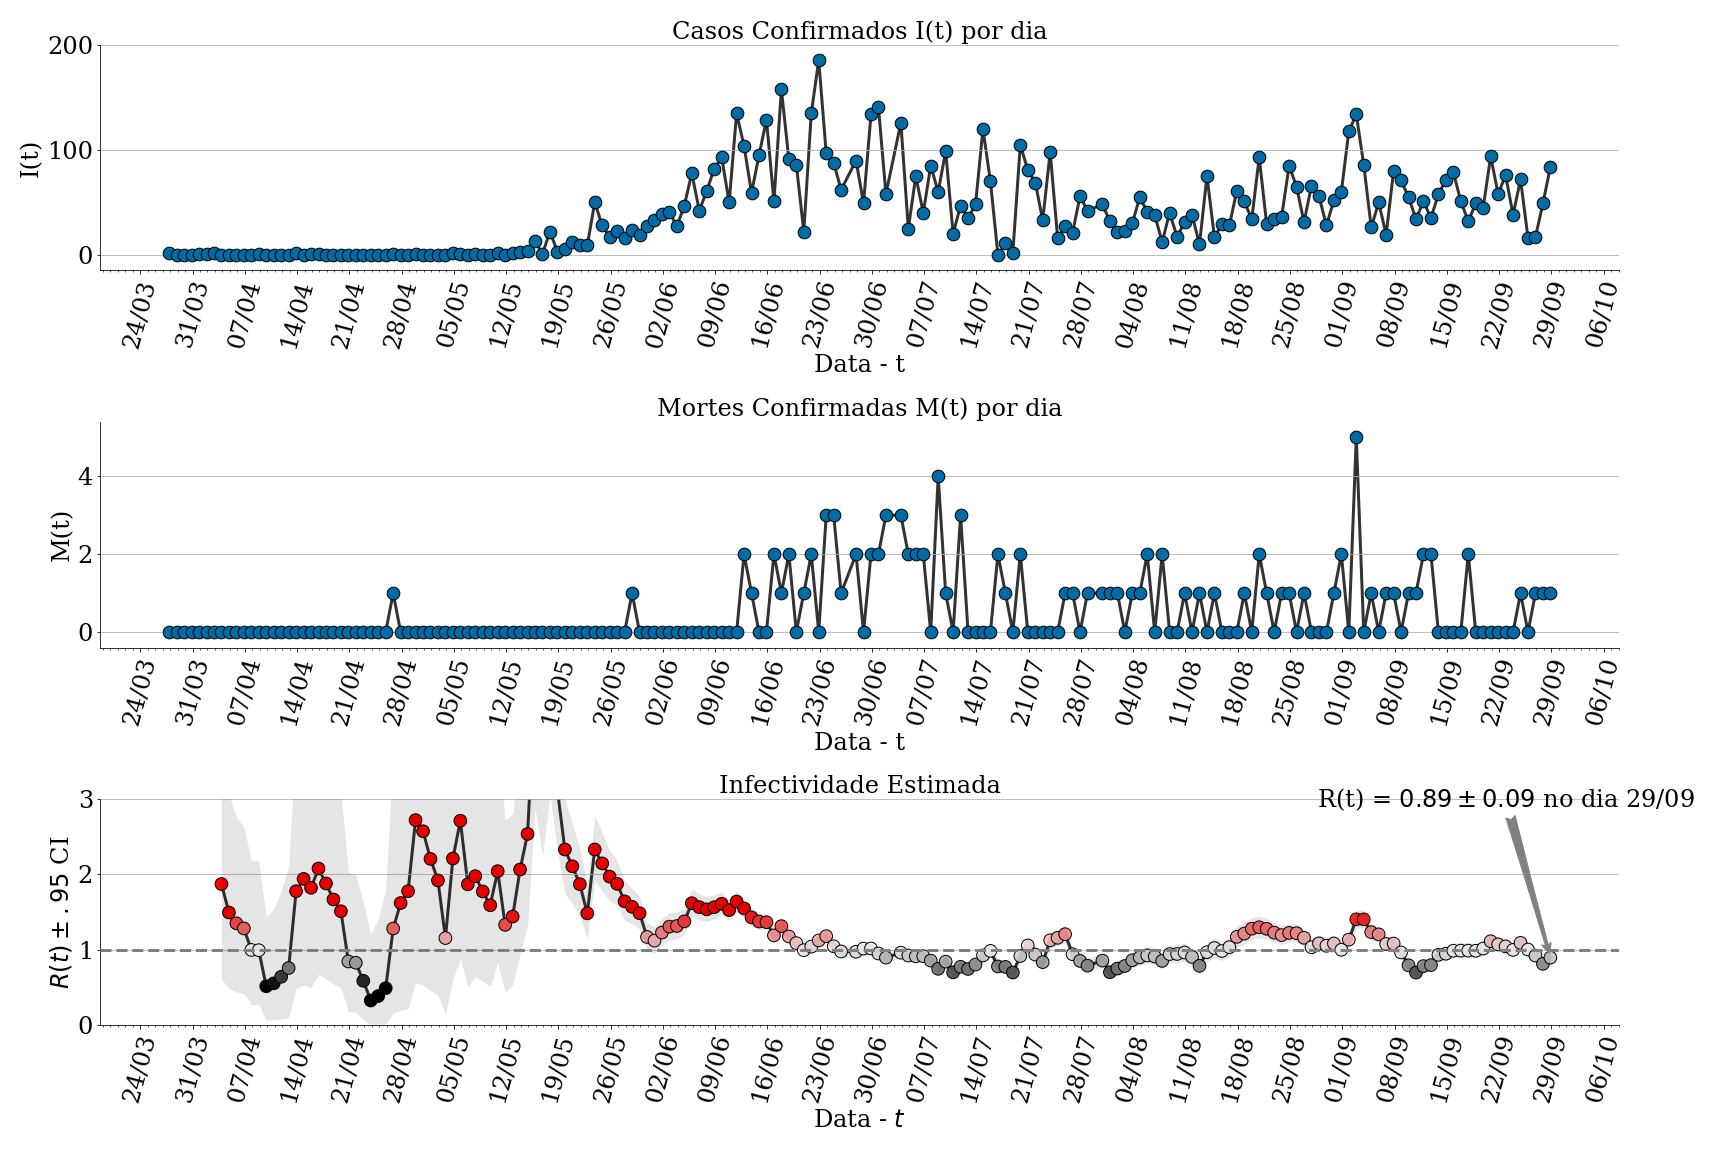 Casos Confirmados I(t) por dia
200
100
0
I(t)
24/03 31/03 07/04 14/04 21/04 28/04 05/05 12/05 19/05 26/05 02/06 09/06 16/06 23/06 30/06 07/07 14/07 21/07 28/07 04/08 11/08 18/08 25/08 01/09 08/09 15/09 22/09 29/09 06/10
Data - t
Mortes Confirmadas M(t) por dia
4
2
0
M(t)
24/03 31/03 07/04 14/04 21/04 28/04 05/05 12/05 19/05 26/05 02/06 09/06 16/06 23/06 30/06 07/07 14/07 21/07 28/07 04/08 11/08 18/08 25/08 01/09 08/09 15/09 22/09 29/09 06/10
Data - t
Infectividade Estimada
R(t) = 0.89 ± 0.09 no dia 29/09
3
2
1
0
R(t) ± .95 CI
24/03 31/03 07/04 14/04 21/04 28/04 05/05 12/05 19/05 26/05 02/06 09/06 16/06 23/06 30/06 07/07 14/07 21/07 28/07 04/08 11/08 18/08 25/08 01/09 08/09 15/09 22/09 29/09 06/10
Data - t